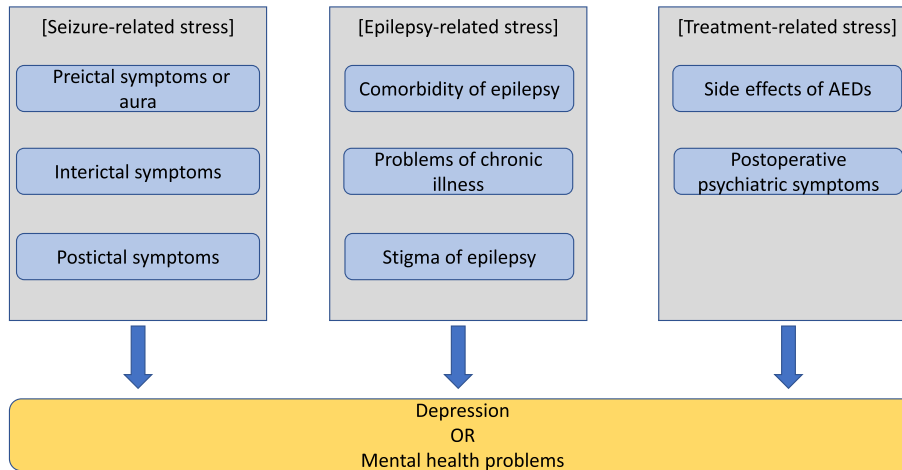 [Seizure-related stress]
Preictal symptoms or
aura
Interictal symptoms
Postictal symptoms
[Epilepsy-related stress]
Comorbidity of epilepsy
Problems of chronic
illness
Stigma of epilepsy
[Treatment-related stress]
Side effects of AEDs
Postoperative
psychiatric symptoms
Depression
OR
Mental health problems